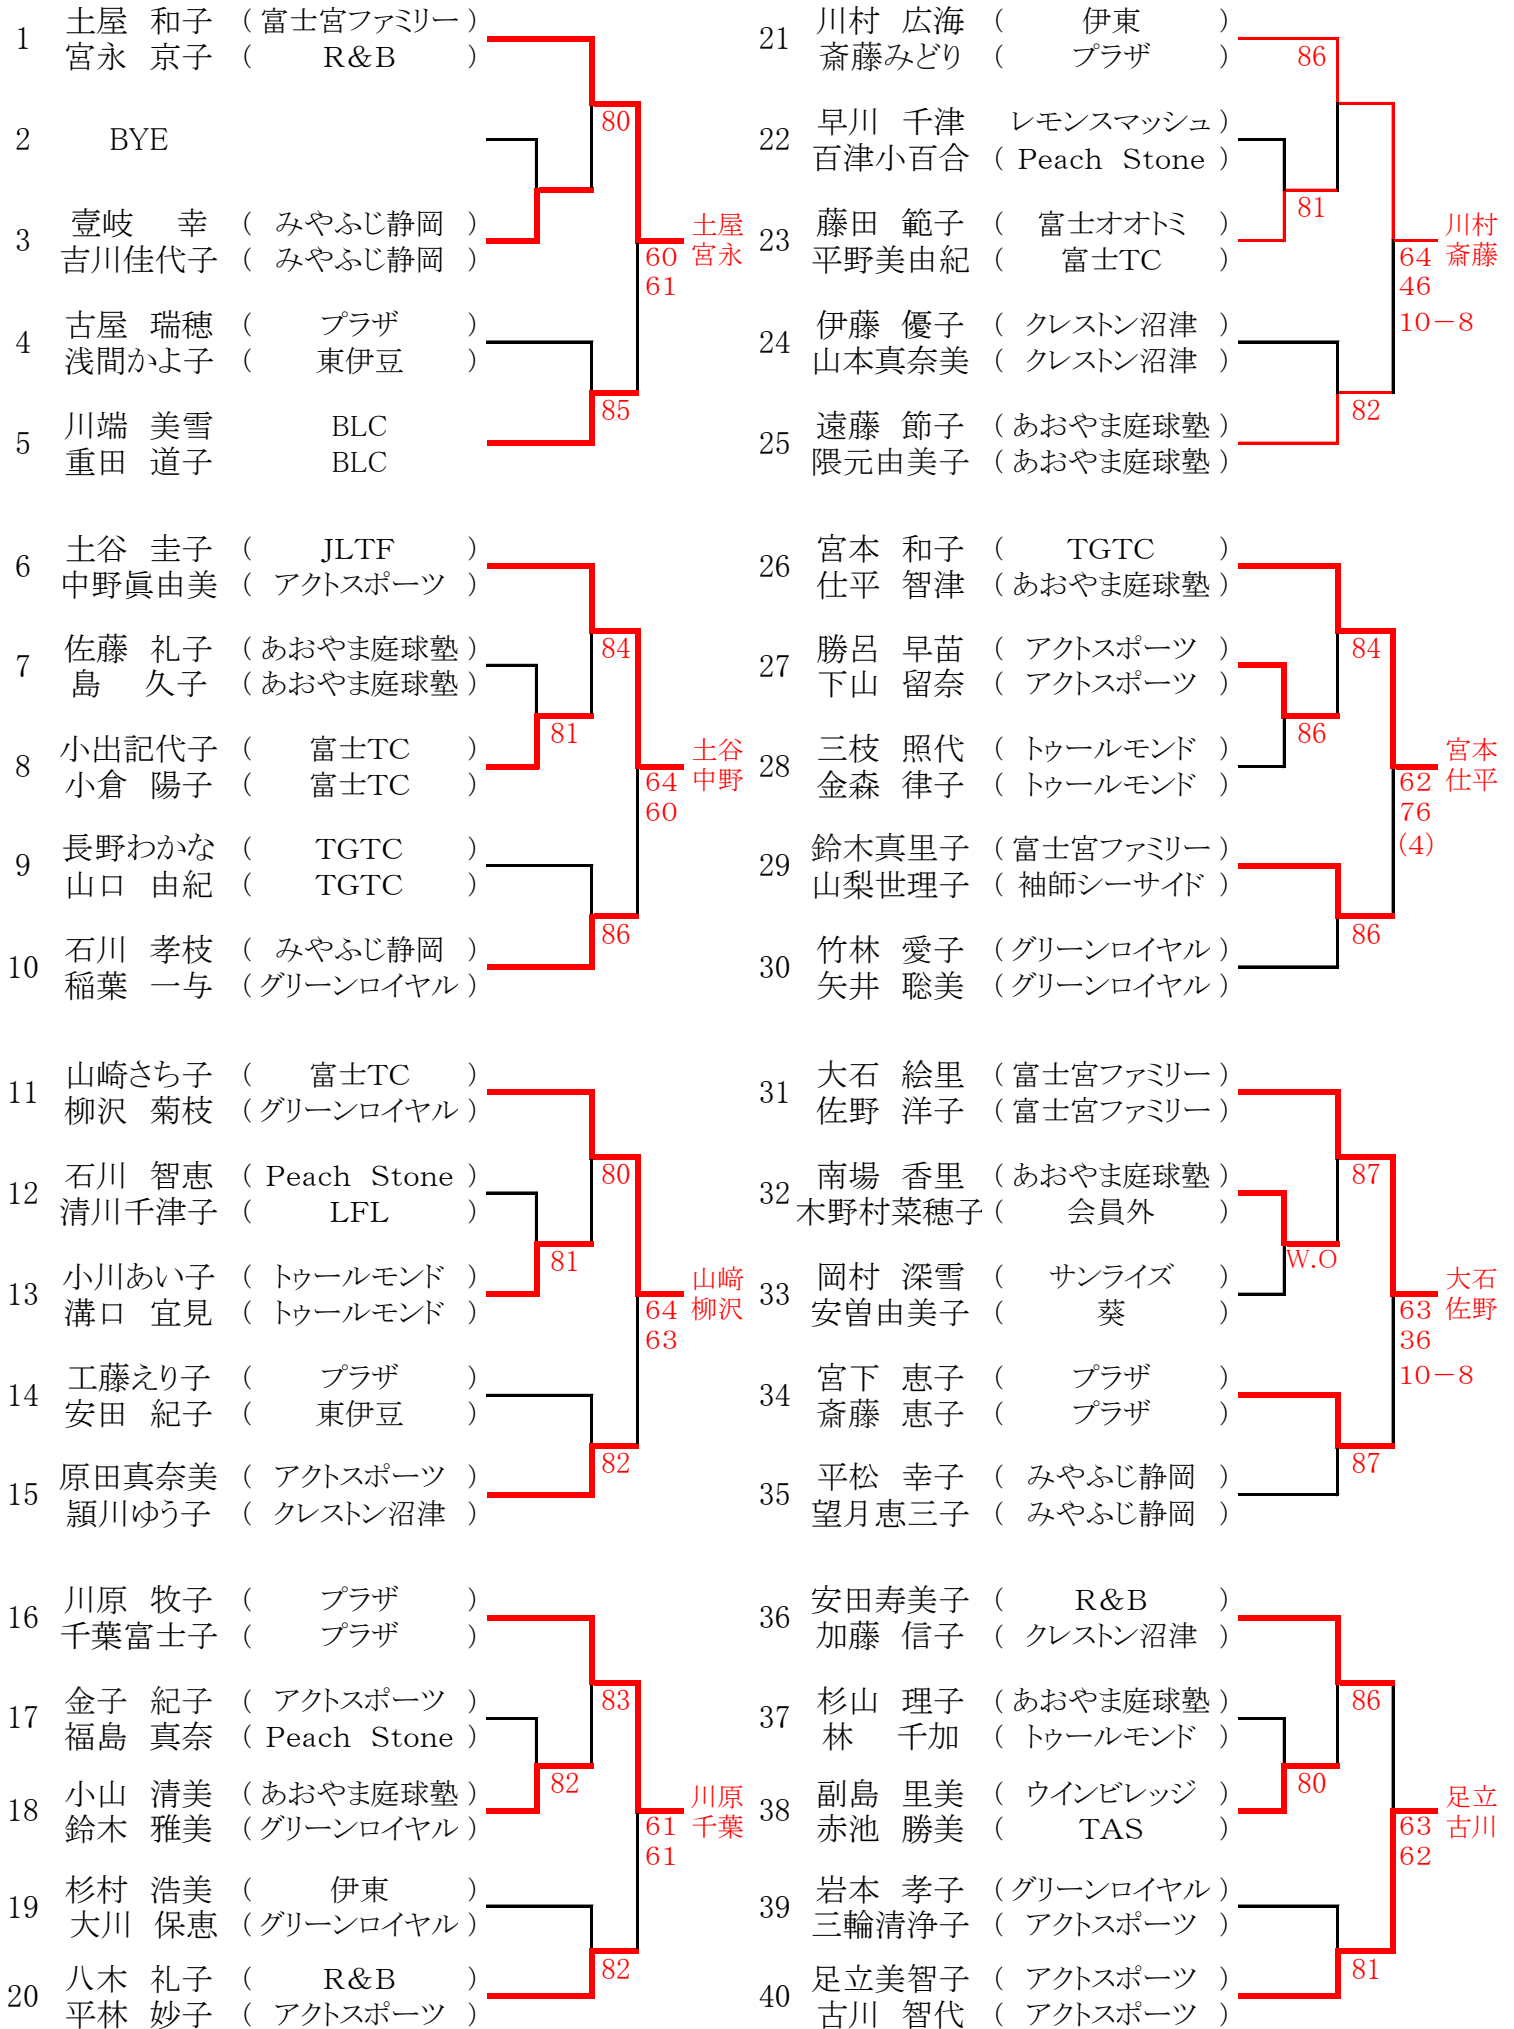 1 土屋 和子 ( 富士宮ファミリー )
宮永 京子 ( R&B )
80
2 BYE
3 壹岐 幸 ( みやふじ静岡 )
吉川佳代子 ( みやふじ静岡 )
土屋
宮永
60
61
4 古屋 瑞穂 ( プラザ )
浅間かよ子 ( 東伊豆 )
85
5 川端 美雪 BLC
重田 道子 BLC
6 土谷 圭子 ( JLTF )
中野眞由美 ( アクトスポーツ )
84
7 佐藤 礼子 ( あおやま庭球塾 )
島 久子 ( あおやま庭球塾 )
81
8 小出記代子 ( 富士TC )
小倉 陽子 ( 富士TC )
土谷
中野
64
60
9 長野わかな ( TGTC )
山口 由紀 ( TGTC )
86
10 石川 孝枝 ( みやふじ静岡 )
稲葉 一与 ( グリーンロイヤル )
11 山崎さち子 ( 富士TC )
柳沢 菊枝 ( グリーンロイヤル )
80
12 石川 智恵 ( Peach Stone )
清川千津子 ( LFL )
81
13 小川あい子 ( トゥールモンド )
溝口 宜見 ( トゥールモンド )
山﨑
柳沢
64
63
14 工藤えり子 ( プラザ )
安田 紀子 ( 東伊豆 )
82
15 原田真奈美 ( アクトスポーツ )
頴川ゆう子 ( クレストン沼津 )
16 川原 牧子 ( プラザ )
千葉富士子 ( プラザ )
83
17 金子 紀子 ( アクトスポーツ )
福島 真奈 ( Peach Stone )
82
18 小山 清美 ( あおやま庭球塾 )
鈴木 雅美 ( グリーンロイヤル )
川原
千葉
61
61
19 杉村 浩美 ( 伊東 )
大川 保恵 ( グリーンロイヤル )
82
20 八木 礼子 ( R&B )
平林 妙子 ( アクトスポーツ )
21 川村 広海 ( 伊東 )
斎藤みどり ( プラザ )
86
22 早川 千津 レモンスマッシュ )
百津小百合 ( Peach Stone )
81
23 藤田 範子 ( 富士オオトミ )
平野美由紀 ( 富士TC )
川村
斎藤
64
46
10－8
24 伊藤 優子 ( クレストン沼津 )
山本真奈美 ( クレストン沼津 )
82
25 遠藤 節子 ( あおやま庭球塾 )
隈元由美子 ( あおやま庭球塾 )
26 宮本 和子 ( TGTC )
仕平 智津 ( あおやま庭球塾 )
84
27 勝呂 早苗 ( アクトスポーツ )
下山 留奈 ( アクトスポーツ )
86
28 三枝 照代 ( トゥールモンド )
金森 律子 ( トゥールモンド )
宮本
仕平
62
76
(4)
29 鈴木真里子 ( 富士宮ファミリー )
山梨世理子 ( 袖師シーサイド )
86
30 竹林 愛子 ( グリーンロイヤル )
矢井 聡美 ( グリーンロイヤル )
31 大石 絵里 ( 富士宮ファミリー )
佐野 洋子 ( 富士宮ファミリー )
87
32 南場 香里 ( あおやま庭球塾 )
木野村菜穂子 ( 会員外 )
W.O
33 岡村 深雪 ( サンライズ )
安曽由美子 ( 葵 )
大石
佐野
63
36
10－8
34 宮下 恵子 ( プラザ )
斎藤 恵子 ( プラザ )
87
35 平松 幸子 ( みやふじ静岡 )
望月恵三子 ( みやふじ静岡 )
36 安田寿美子 ( R&B )
加藤 信子 ( クレストン沼津 )
86
37 杉山 理子 ( あおやま庭球塾 )
林 千加 ( トゥールモンド )
80
38 副島 里美 ( ウインビレッジ )
赤池 勝美 ( TAS )
足立
古川
63
62
39 岩本 孝子 ( グリーンロイヤル )
三輪清浄子 ( アクトスポーツ )
81
40 足立美智子 ( アクトスポーツ )
古川 智代 ( アクトスポーツ )